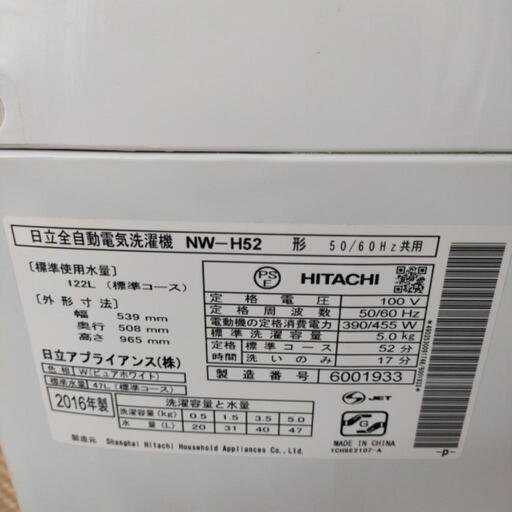 日立全自動電気洗濯機 NW-H52 形 50/60Hz共用
〔標準使用水量〕
122L (標準コース)
〔外形寸法〕
幅 539 mm
奥行 508 mm
高さ 965 mm
日立アプライアンス(株)
色相 W(ピュアホワイト)
標準水量 47L (標準コース)
PS
E
HITACHI
定格電圧 100 V
定格周波数 50/60 Hz
電動機の定格消費電力 390/455 W
標準洗濯容量 5.0kg
定格 標準コース 52分
時間 洗いのみ 17分
製造番号 6001933
2016年製
洗濯容量と水量
洗濯容量(kg) 0.5 1.5 3.5 5.0
水量(L) 20 31 40 47
JET
G
MADE IN CHINA
1CHSE2107-A
製造元 Shanghai Hitachi Household Appliances Co.,Ltd.
-P-